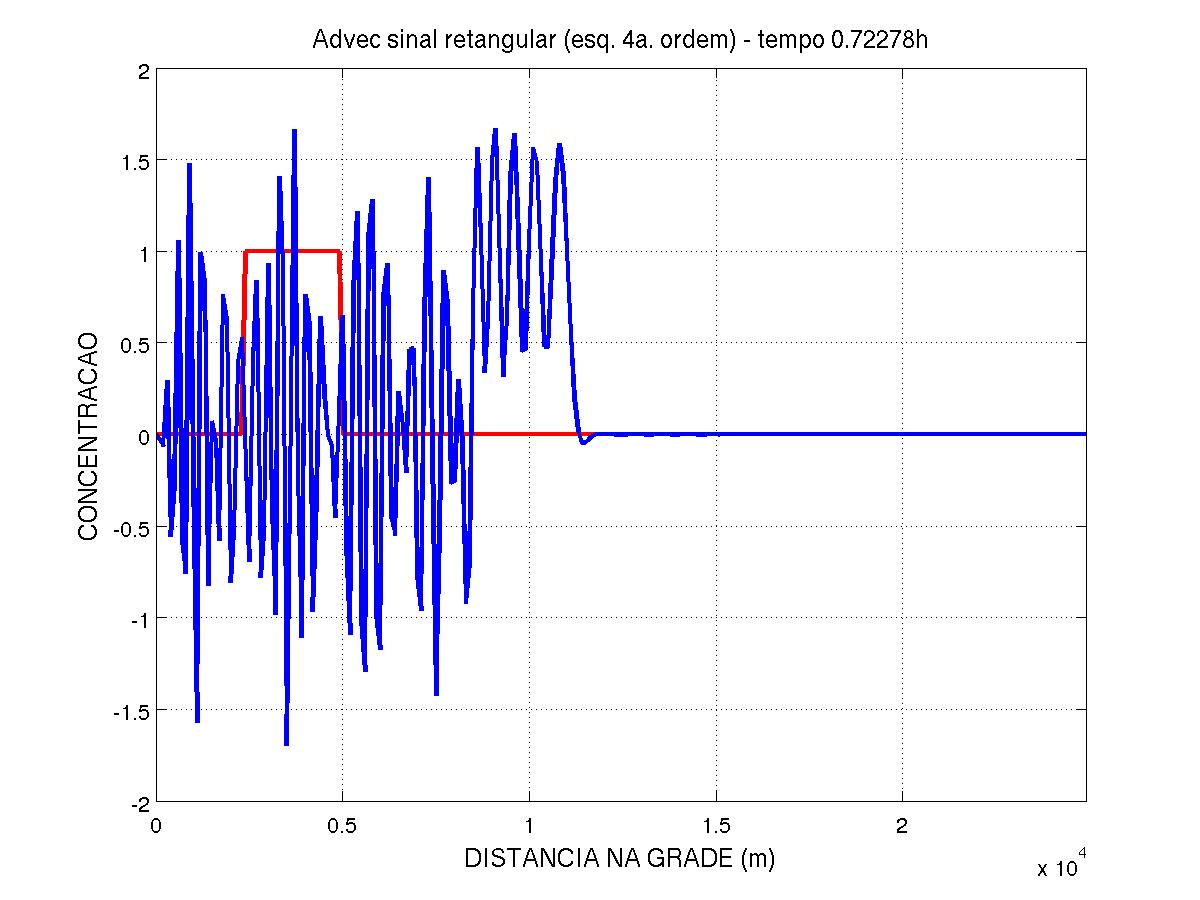 Advec sinal retangular (esq. 4a. ordem) - tempo 0.72278h
2
1.5
1
0.5
0
-0.5
-1
-1.5
-2
CONCENTRACAO
0 0.5 1 1.5 2
DISTANCIA NA GRADE (m)
x 10^4